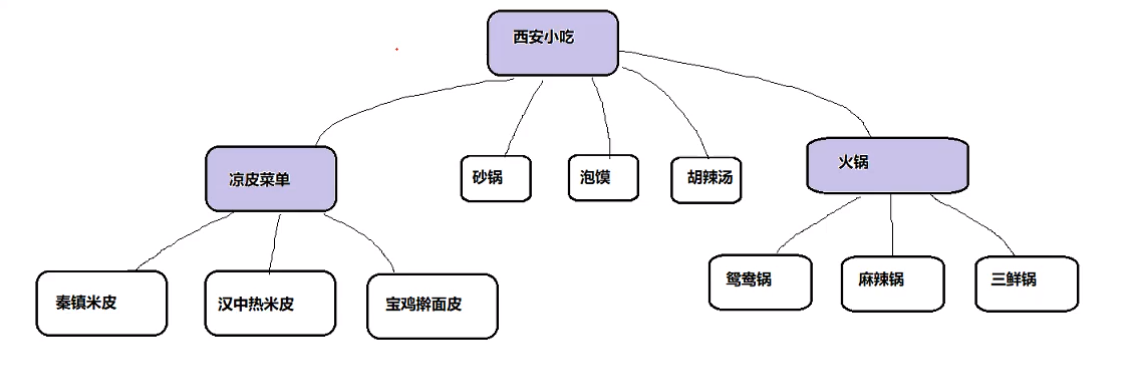 西安小吃
凉皮菜单
砂锅
泡馍
胡辣汤
火锅
秦镇米皮
汉中热米皮
宝鸡擀面皮
鸳鸯锅
麻辣锅
三鲜锅